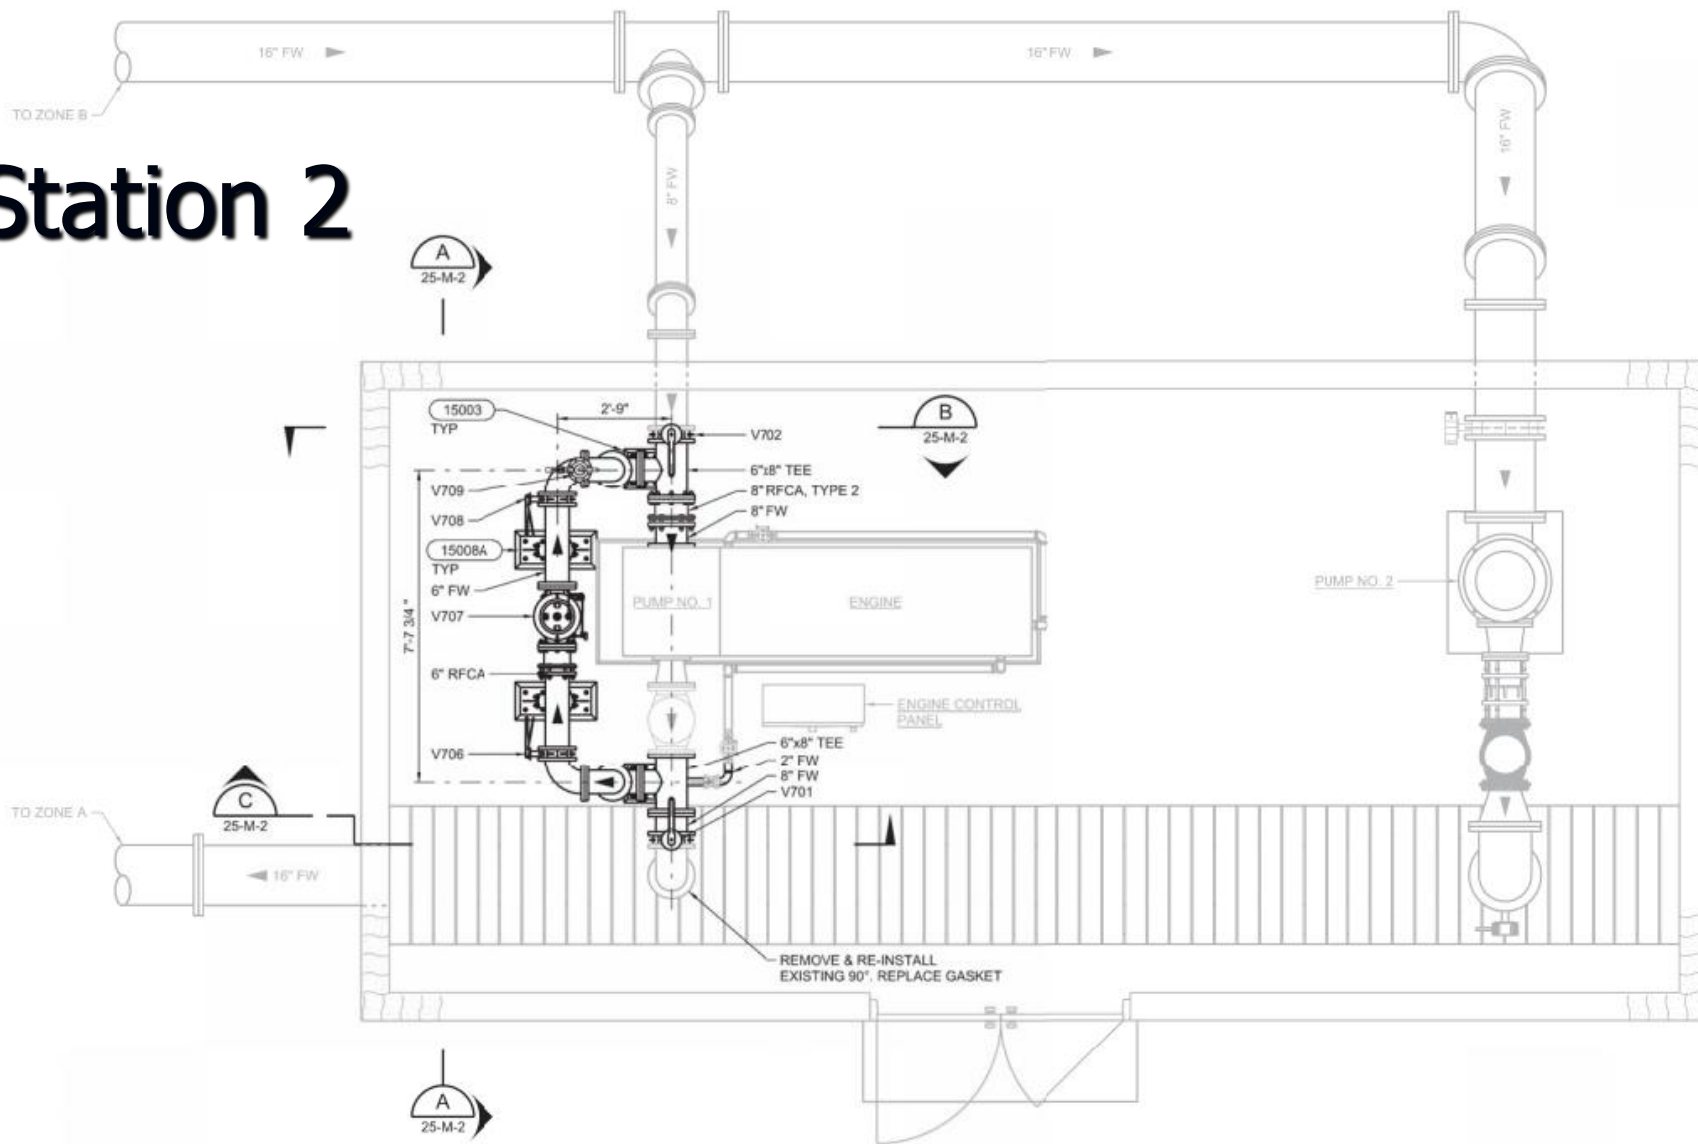 16" FW
16" FW
TO ZONE B
16" FW
Station 2
8" FW
A
25-M-2
15003
TYP
2'-9"
B
25-M-2
V702
6"x8" TEE
V709
8" RFCA, TYPE 2
V708
8" FW
15008A
TYP
6" FW
PUMP NO. 1
ENGINE
PUMP NO. 2
V707
7'-7 3/4"
6" RFCA
ENGINE CONTROL
PANEL
6"x8" TEE
V706
2" FW
8" FW
V701
C
25-M-2
TO ZONE A
16" FW
REMOVE & RE-INSTALL
EXISTING 90°. REPLACE GASKET
A
25-M-2